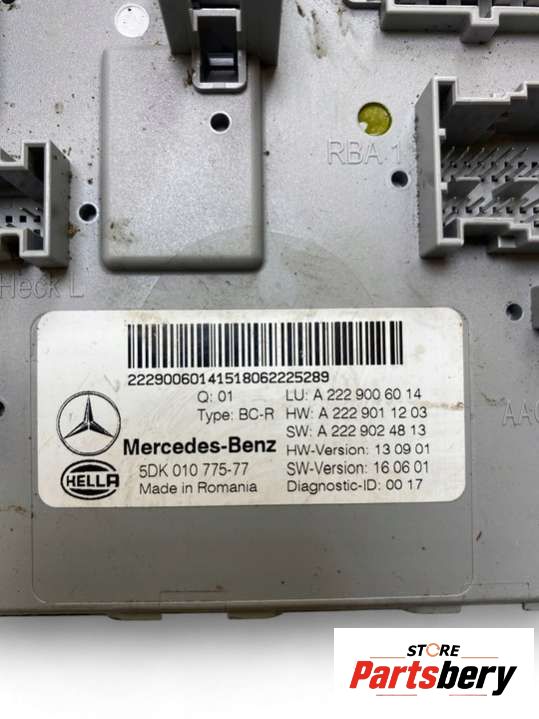 RBA 1
Heck L
22290060141518062225289
Q: 01
Type: BC-R
LU: A 222 900 6014
HW: A 222 901 12 03
SW: A 222 902 48 13
Mercedes-Benz
HELLA
5DK 010 775-77
Made in Romania
HW-Version: 13 09 01
SW-Version: 16 06 01
Diagnostic-ID: 00 17
STORE
Partsbery